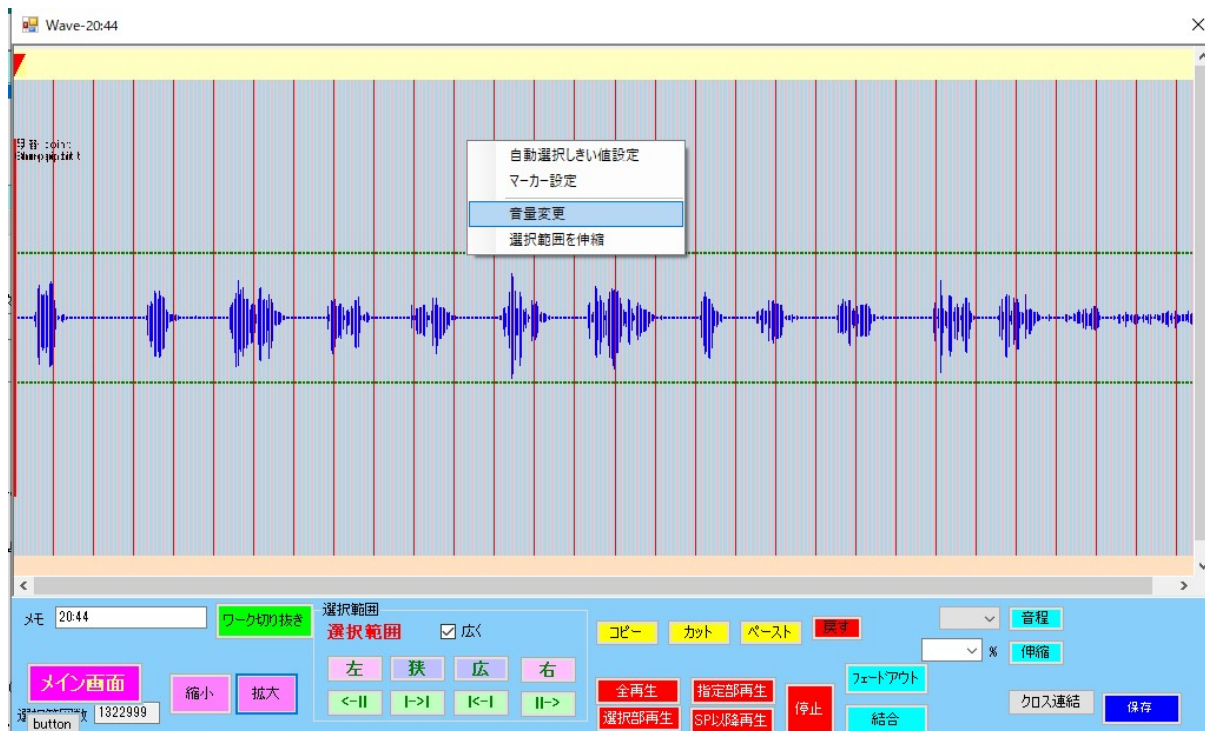 Wave-20:44
自動選択しきい値設定
マーカー設定
音量変更
選択範囲を伸縮
メモ 20:44 ワーク切り抜き
選択範囲
選択範囲 広く
コピー カット ペースト 戻す
音程
% 伸縮
左 狭 広 右
メイン画面 縮小 拡大
<-II I->I I<-I II->
全再生 指定部再生 停止 フェードアウト
選択部再生 SP以降再生 結合
クロス連結 保存
1322999
button